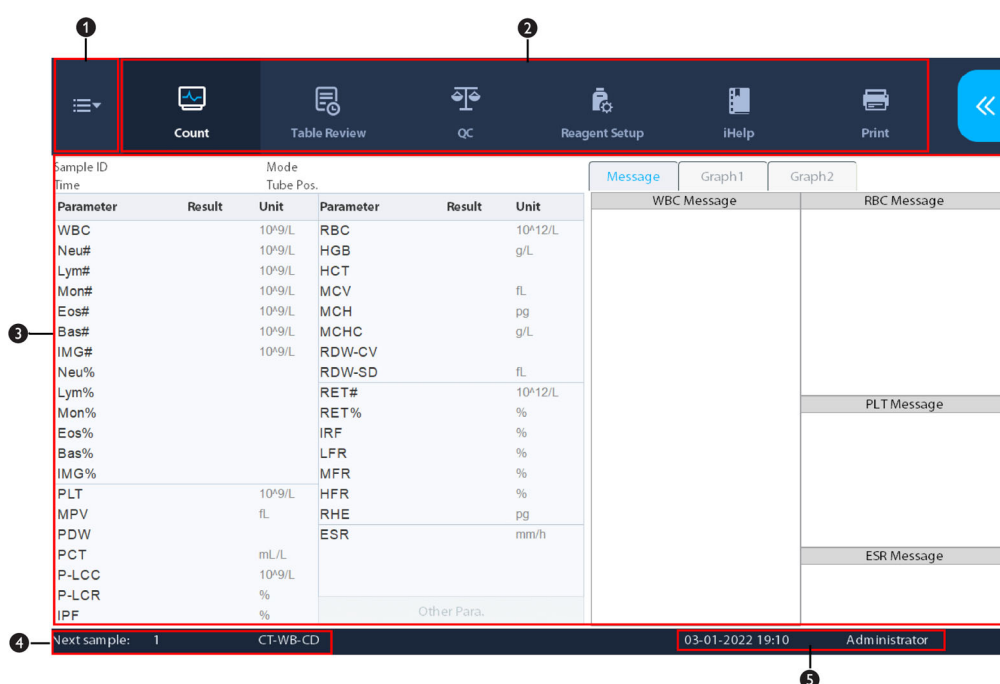 1
2
Count
Table Review
QC
Reagent Setup
iHelp
Print
Sample ID Mode
Time Tube Pos.
Parameter Result Unit Parameter Result Unit
WBC 10^9/L RBC 10^12/L
Neu# 10^9/L HGB g/L
Lym# 10^9/L HCT
Mon# 10^9/L MCV fL
Eos# 10^9/L MCH pg
Bas# 10^9/L MCHC g/L
IMG# 10^9/L RDW-CV
Neu% RDW-SD fL
Lym% RET# 10^12/L
Mon% RET% %
Eos% IRF %
Bas% LFR %
IMG% MFR %
PLT 10^9/L HFR %
MPV fL RHE pg
PDW ESR mm/h
PCT mL/L
P-LCC 10^9/L
P-LCR %
IPF %
Other Para.
Message Graph1 Graph2
WBC Message
RBC Message
PLT Message
ESR Message
3
4
Next sample: 1 CT-WB-CD
03-01-2022 19:10 Administrator
5